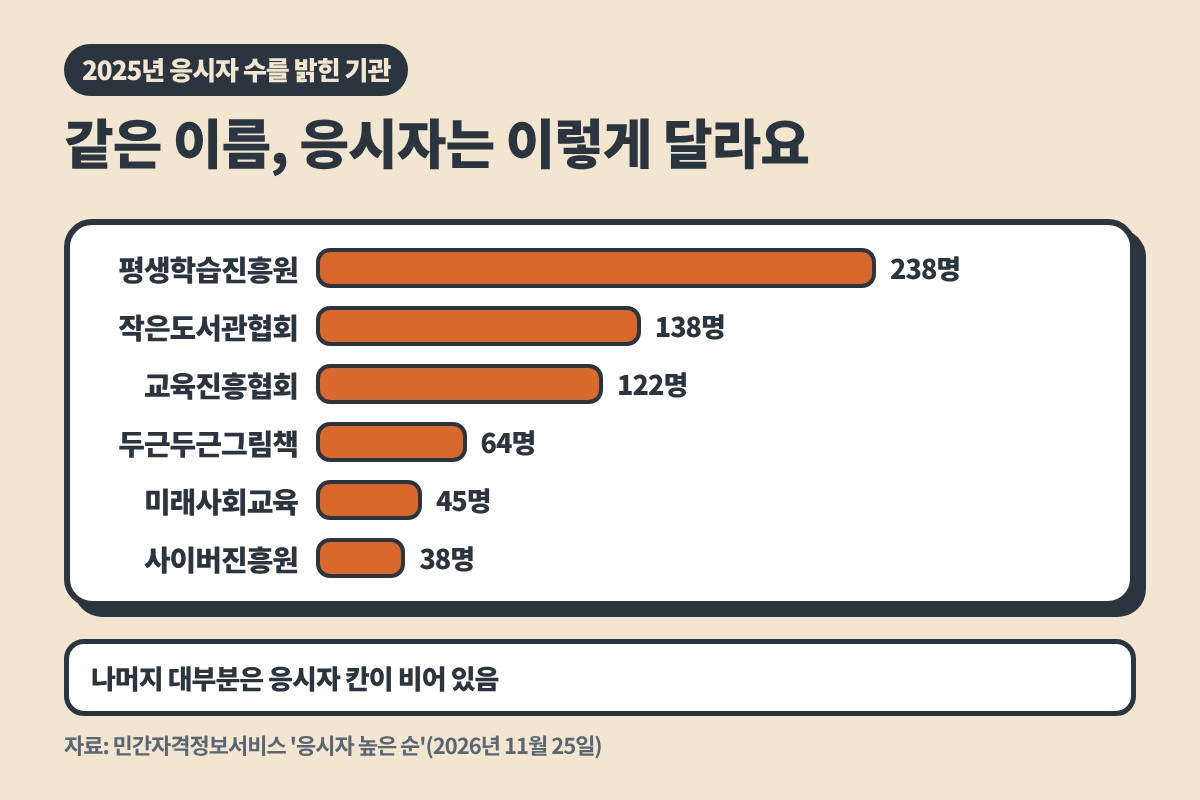 2025년 응시자 수를 밝힌 기관
같은 이름, 응시자는 이렇게 달라요
평생학습진흥원 238명
작은도서관협회 138명
교육진흥협회 122명
두근두근그림책 64명
미래사회교육 45명
사이버진흥원 38명
나머지 대부분은 응시자 칸이 비어 있음
자료: 민간자격정보서비스 '응시자 높은 순'(2026년 11월 25일)